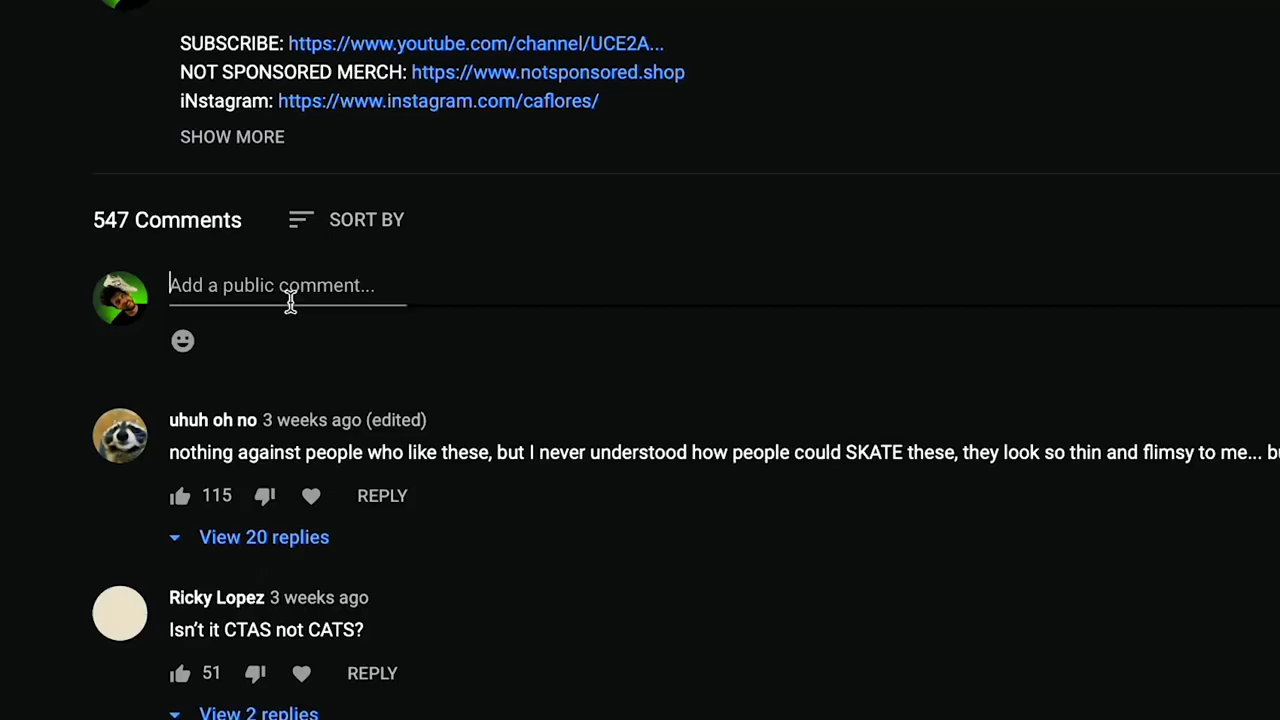 SUBSCRIBE: https://www.youtube.com/channel/UCE2A...
NOT SPONSORED MERCH: https://www.notsponsored.shop
iNstagram: https://www.instagram.com/caflores/
SHOW MORE
547 Comments SORT BY
Add a public comment...
uhuh oh no 3 weeks ago (edited)
nothing against people who like these, but I never understood how people could SKATE these, they look so thin and flimsy to me...
115 REPLY
View 20 replies
Ricky Lopez 3 weeks ago
Isn't it CTAS not CATS?
51 REPLY
View 2 replies